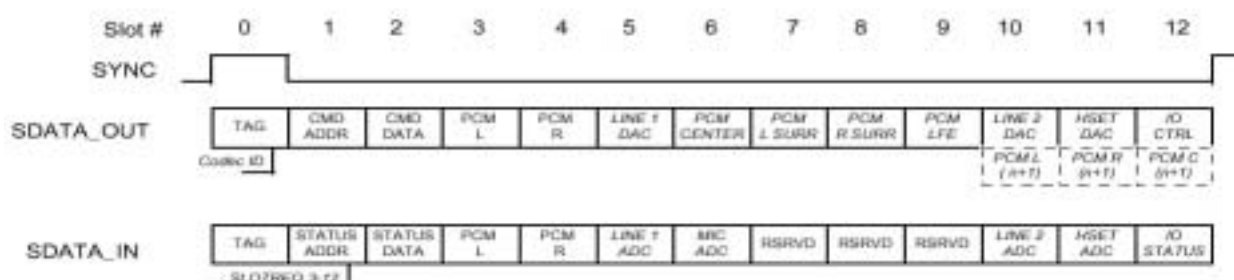 Slot # 0 1 2 3 4 5 6 7 8 9 10 11 12
SYNC
SDATA_OUT
TAG
CMD
ADDR
CMD
DATA
PCM
L
PCM
R
LINE 1
DAC
PCM
CENTER
PCM
L SURR
PCM
R SURR
PCM
LFE
LINE 2
DAC
HSET
DAC
IO
CTRL
Codec ID
PCM L
(n+1)
PCM R
(n+1)
PCM C
(n+1)
SDATA_IN
TAG
STATUS
ADDR
STATUS
DATA
PCM
L
PCM
R
LINE 1
ADC
MIC
ADC
RSRVD
RSRVD
RSRVD
LINE 2
ADC
HSET
ADC
IO
STATUS
SLOTREQ 3-12